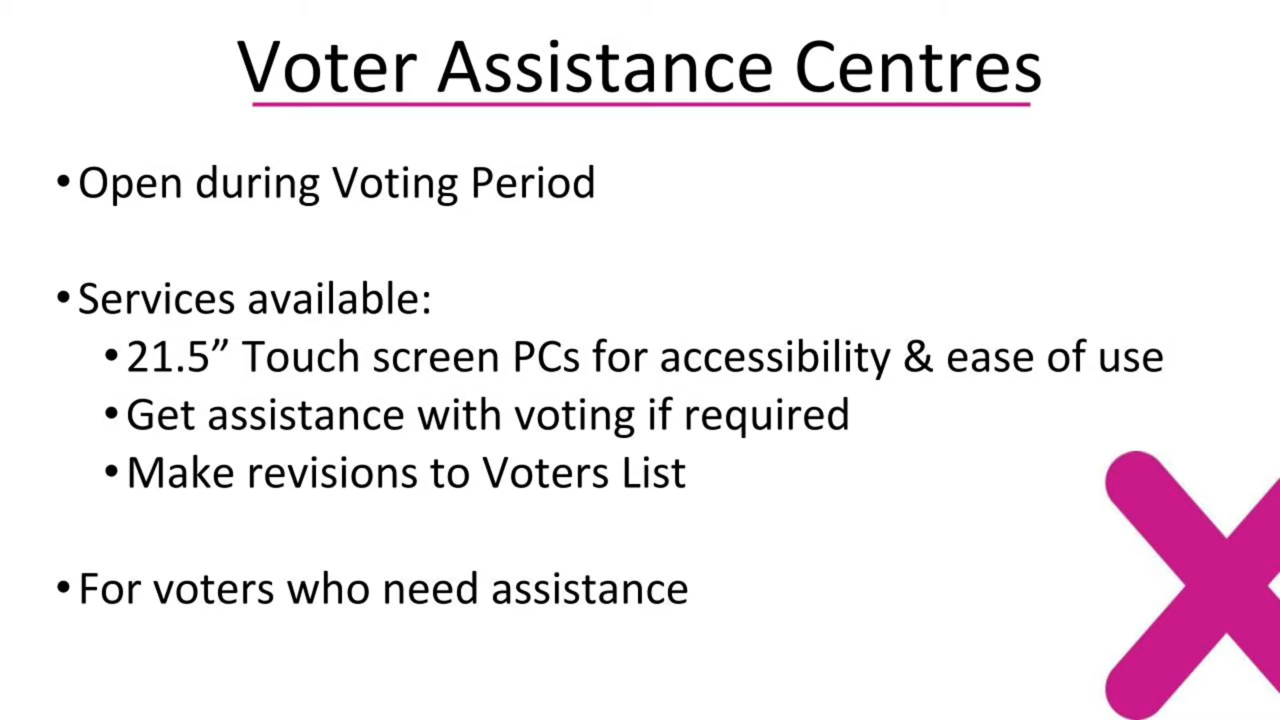 Voter Assistance Centres
•Open during Voting Period
•Services available:
•21.5” Touch screen PCs for accessibility & ease of use
•Get assistance with voting if required
•Make revisions to Voters List
•For voters who need assistance